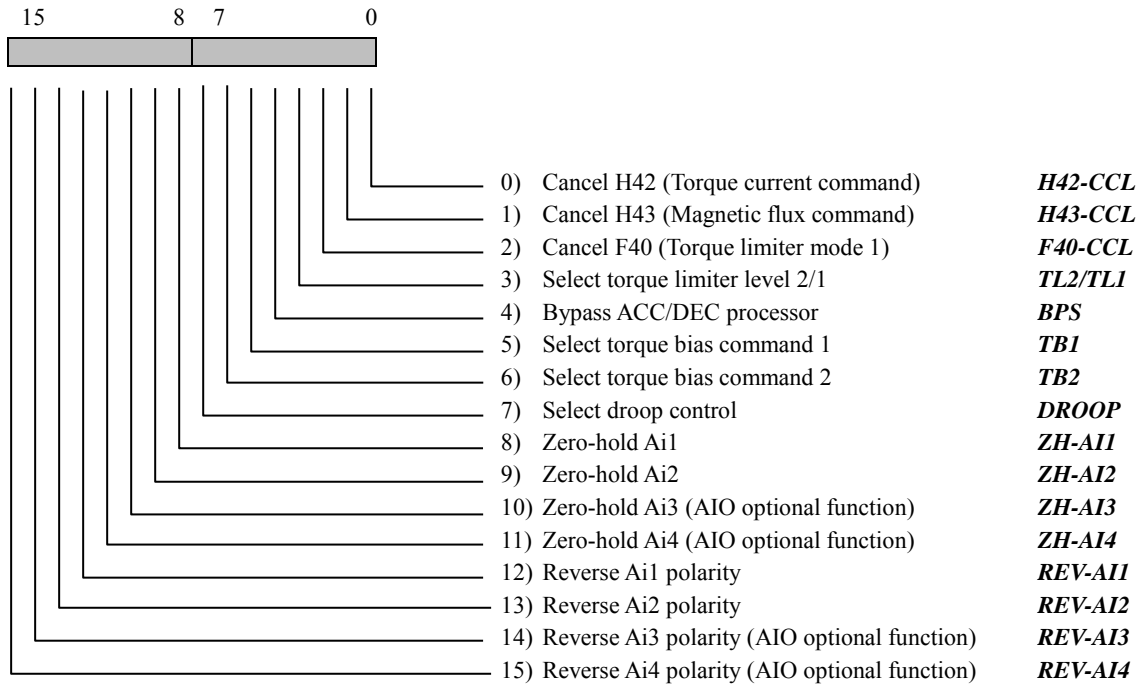 15 8 7 0
0) Cancel H42 (Torque current command) H42-CCL
1) Cancel H43 (Magnetic flux command) H43-CCL
2) Cancel F40 (Torque limiter mode 1) F40-CCL
3) Select torque limiter level 2/1 TL2/TL1
4) Bypass ACC/DEC processor BPS
5) Select torque bias command 1 TB1
6) Select torque bias command 2 TB2
7) Select droop control DROOP
8) Zero-hold Ai1 ZH-AI1
9) Zero-hold Ai2 ZH-AI2
10) Zero-hold Ai3 (AIO optional function) ZH-AI3
11) Zero-hold Ai4 (AIO optional function) ZH-AI4
12) Reverse Ai1 polarity REV-AI1
13) Reverse Ai2 polarity REV-AI2
14) Reverse Ai3 polarity (AIO optional function) REV-AI3
15) Reverse Ai4 polarity (AIO optional function) REV-AI4